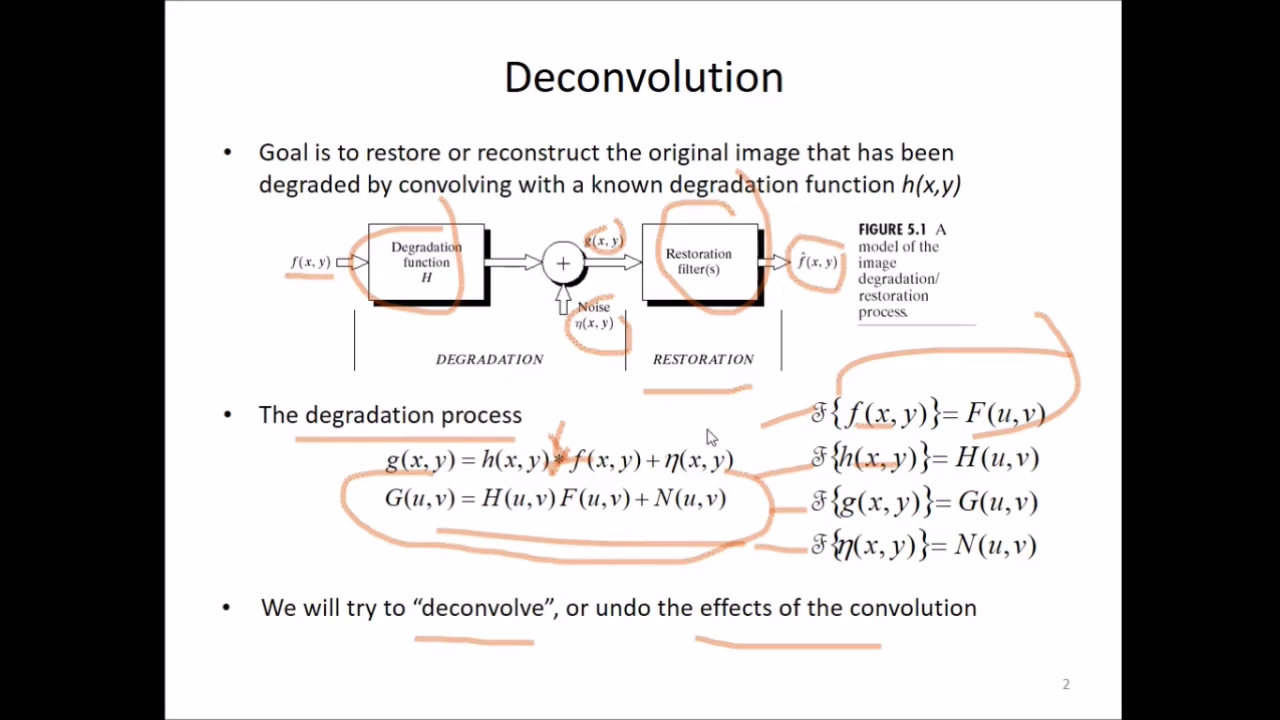 Deconvolution
• Goal is to restore or reconstruct the original image that has been
degraded by convolving with a known degradation function h(x,y)
f(x, y)
Degradation
function
H
+
Noise
η(x, y)
g(x, y)
Restoration
filter(s)
f̂(x, y)
DEGRADATION
RESTORATION
FIGURE 5.1 A
model of the
image
degradation/
restoration
process.
• The degradation process
g(x, y) = h(x, y) * f(x, y) + η(x, y)
G(u, v) = H(u, v) F(u, v) + N(u, v)
𝔉{f(x, y)} = F(u, v)
𝔉{h(x, y)} = H(u, v)
𝔉{g(x, y)} = G(u, v)
𝔉{η(x, y)} = N(u, v)
• We will try to “deconvolve”, or undo the effects of the convolution
2